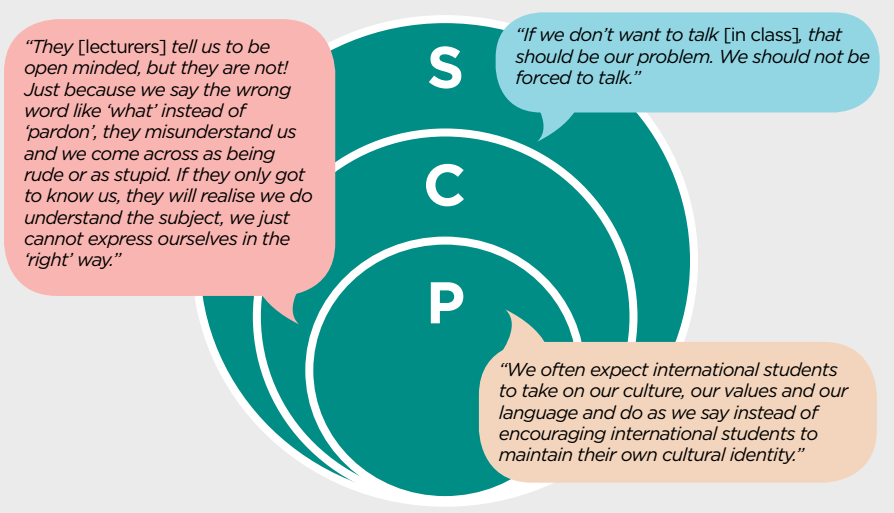 “They [lecturers] tell us to be
open minded, but they are not!
Just because we say the wrong
word like ‘what’ instead of
‘pardon’, they misunderstand us
and we come across as being
rude or as stupid. If they only got
to know us, they will realise we do
understand the subject, we just
cannot express ourselves in the
‘right’ way.”
S
“If we don’t want to talk [in class], that
should be our problem. We should not be
forced to talk.”
C
P
“We often expect international students
to take on our culture, our values and our
language and do as we say instead of
encouraging international students to
maintain their own cultural identity.”